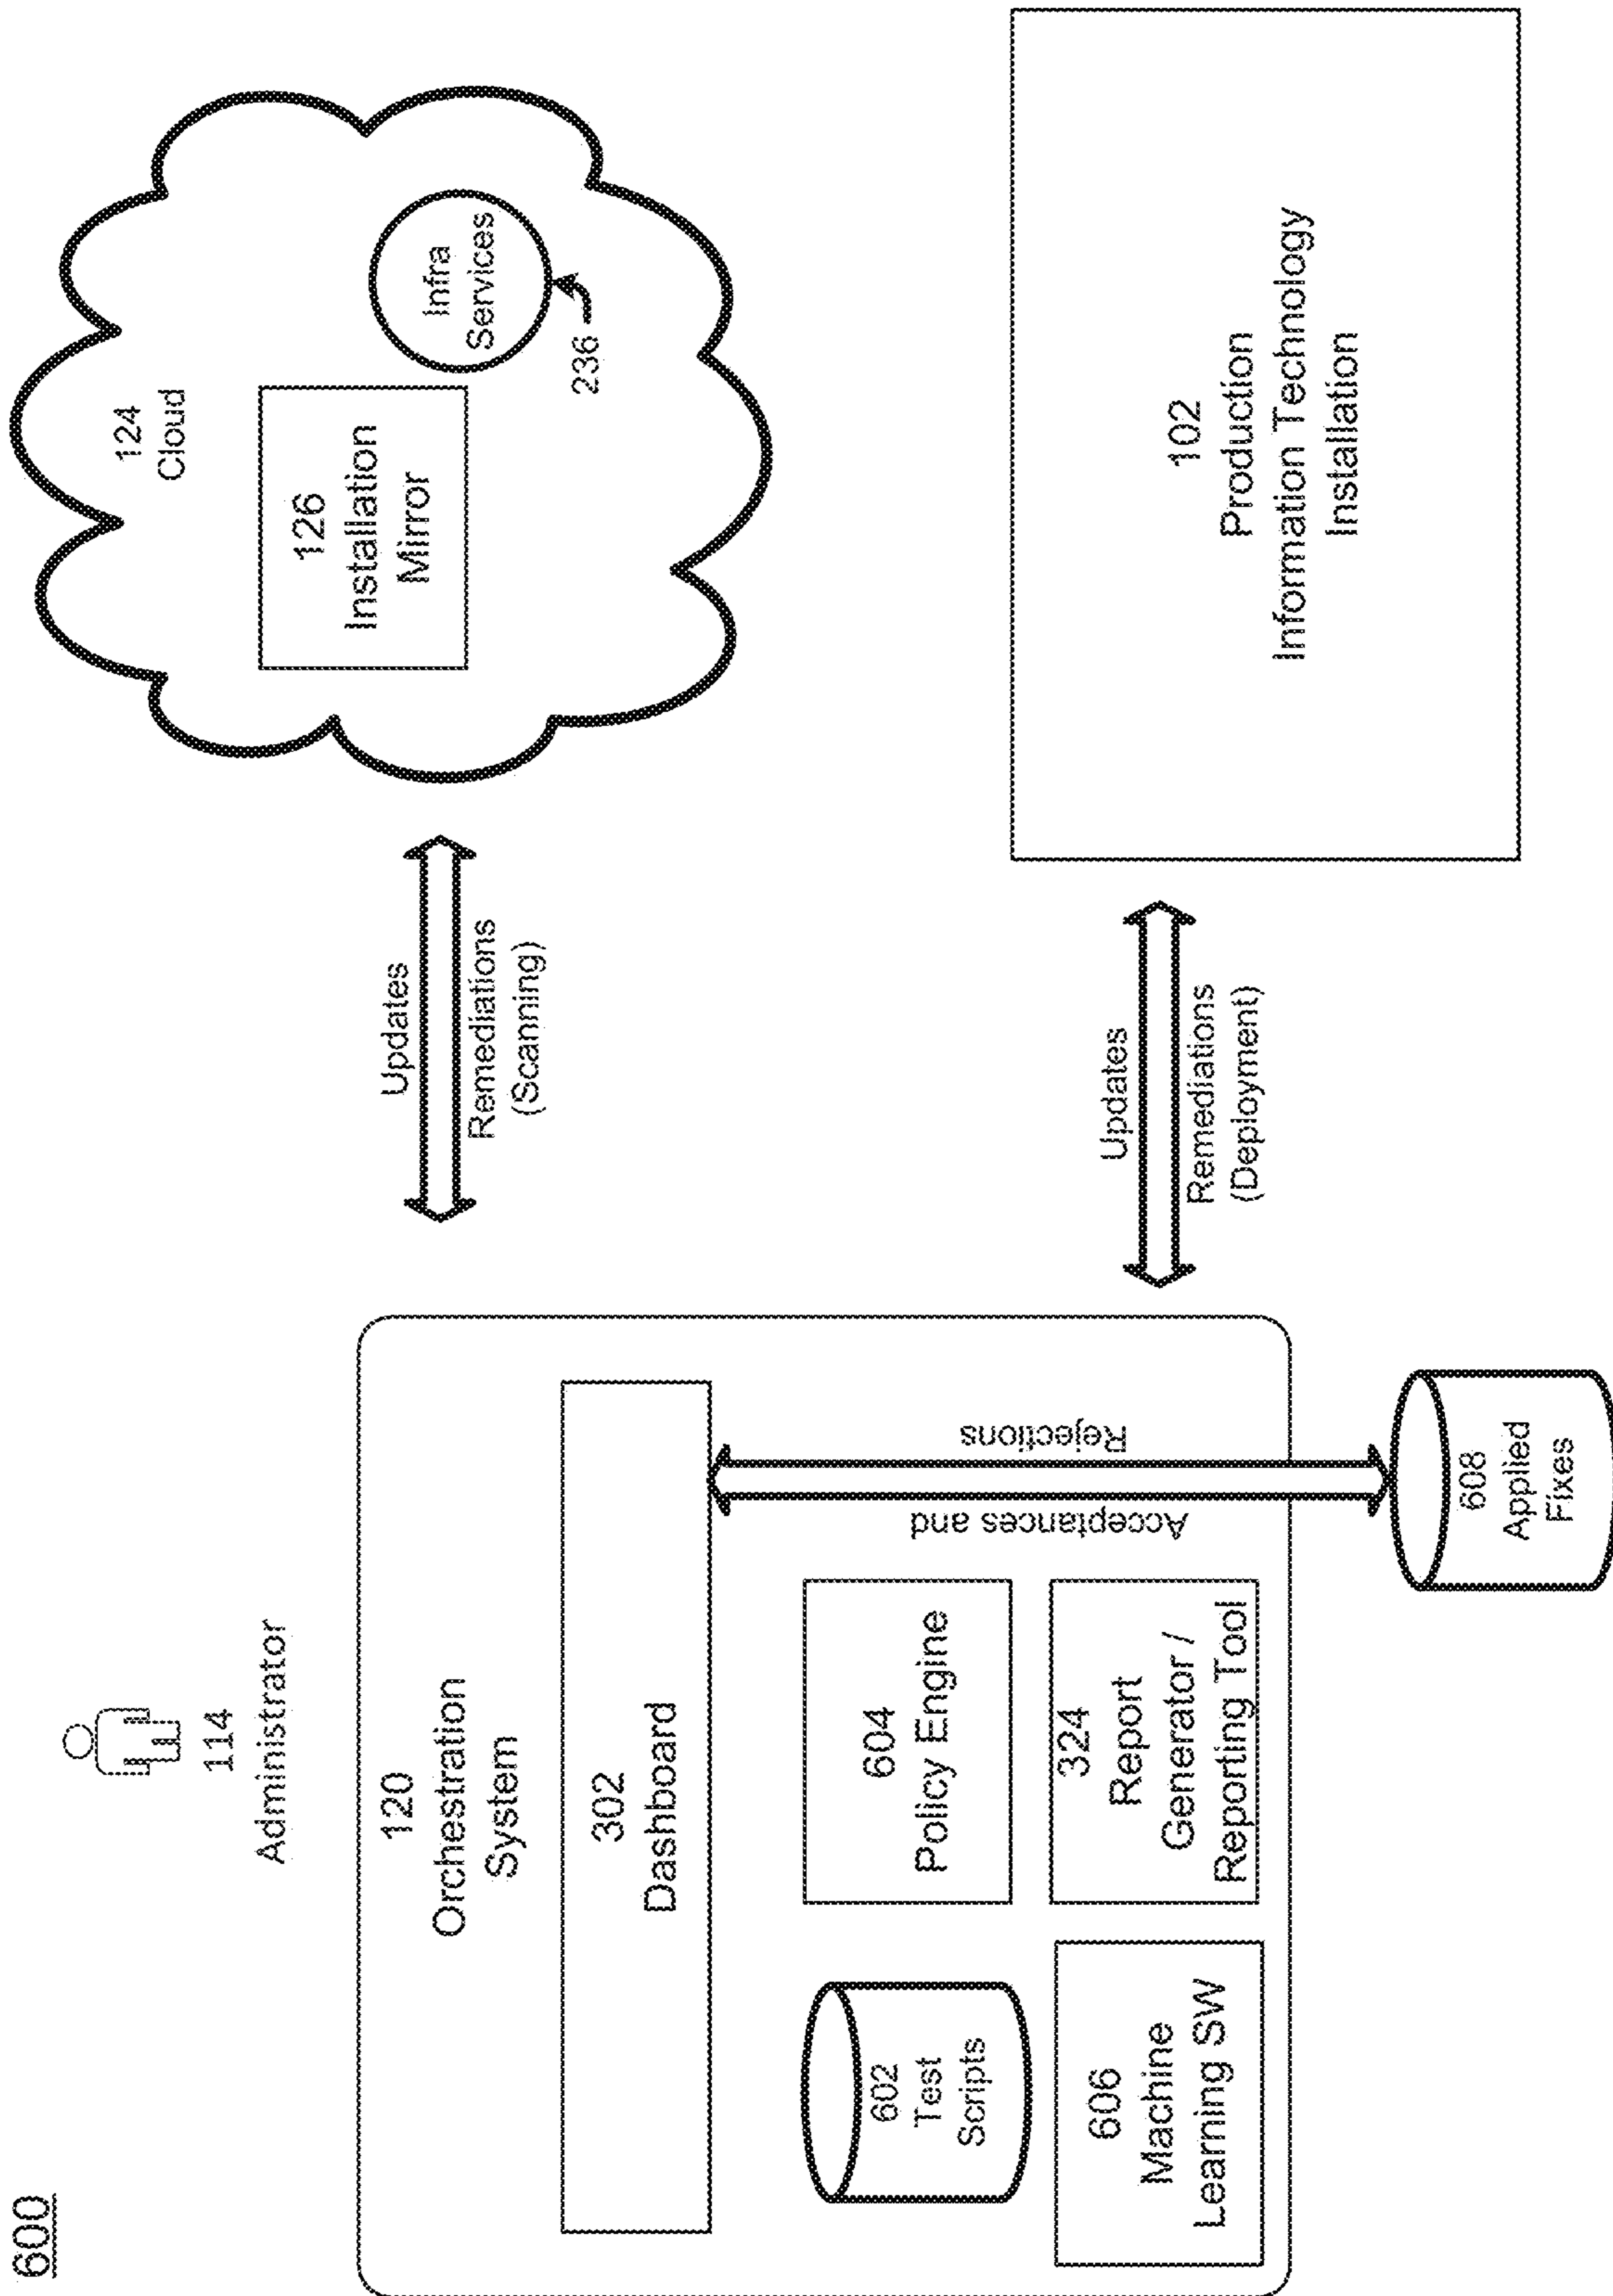 600
114
Administrator
120
Orchestration
System
302
Dashboard
602
Test
Scripts
604
Policy Engine
606
Machine
Learning SW
324
Report
Generator /
Reporting Tool
Acceptances and
Rejections
608
Applied
Fixes
Updates
Remediations
(Scanning)
Updates
Remediations
(Deployment)
124
Cloud
126
Installation
Mirror
Infra
Services
236
102
Production
Information Technology
Installation